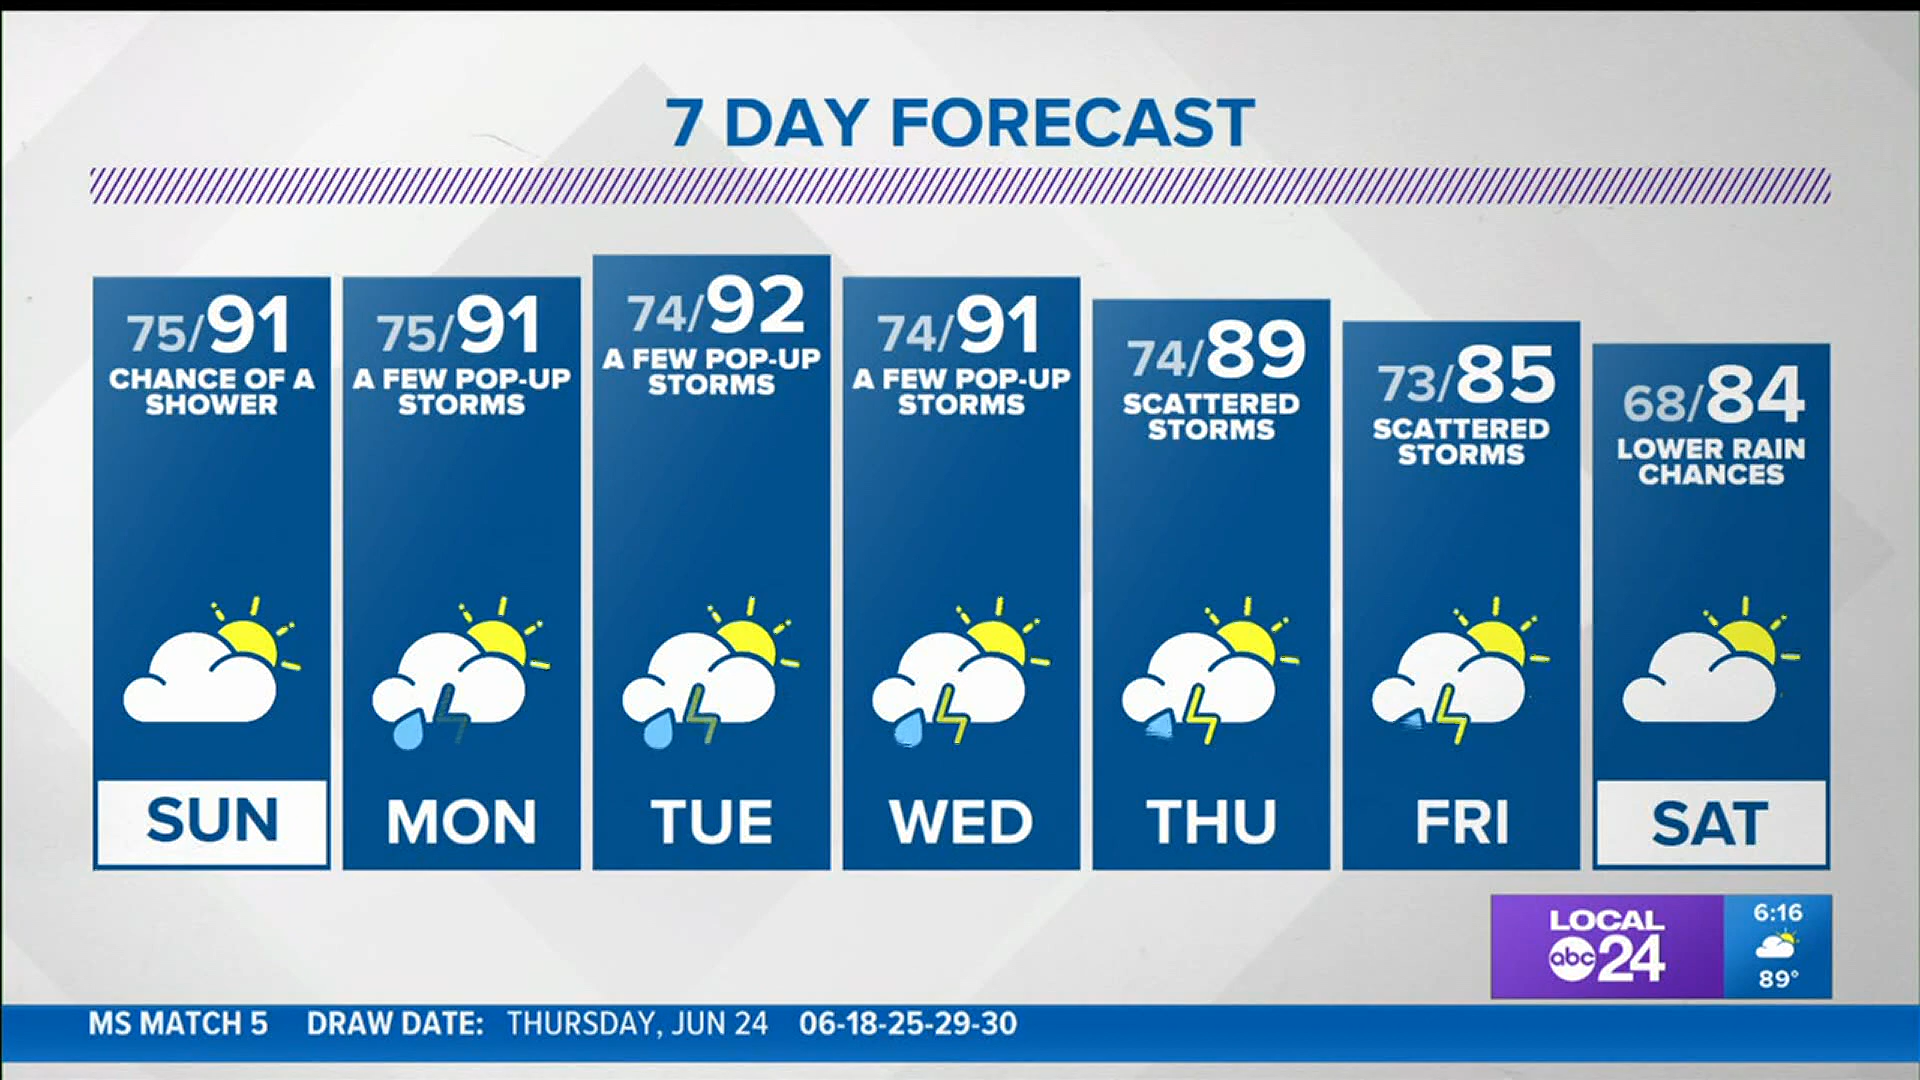 7 DAY FORECAST
75/91
CHANCE OF A
SHOWER
SUN
75/91
A FEW POP-UP
STORMS
MON
74/92
A FEW POP-UP
STORMS
TUE
74/91
A FEW POP-UP
STORMS
WED
74/89
SCATTERED
STORMS
THU
73/85
SCATTERED
STORMS
FRI
68/84
LOWER RAIN
CHANCES
SAT
LOCAL
abc 24
6:16
89°
MS MATCH 5 DRAW DATE: THURSDAY, JUN 24 06-18-25-29-30